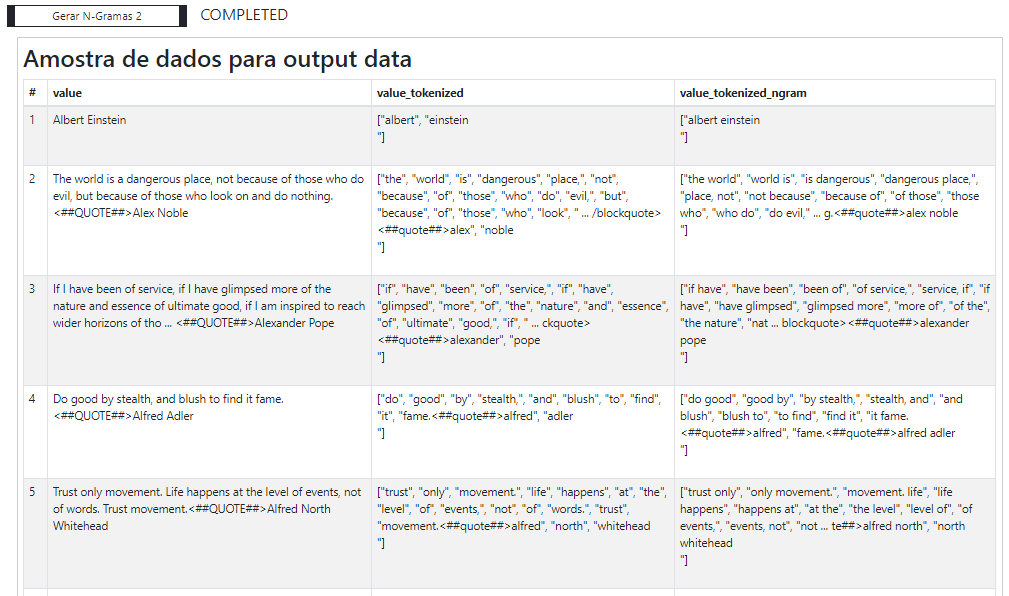 Gerar N-Gramas 2
COMPLETED
Amostra de dados para output data
# value value_tokenized value_tokenized_ngram
1
Albert Einstein
["albert", "einstein
"]
["albert einstein
"]
2
The world is a dangerous place, not because of those who do
evil, but because of those who look on and do nothing.
<##QUOTE##>Alex Noble
["the", "world", "is", "dangerous", "place,", "not",
"because", "of", "those", "who", "do", "evil,", "but",
"because", "of", "those", "who", "look", " ... /blockquote>
<##quote##>alex", "noble
"]
["the world", "world is", "is dangerous", "dangerous place,",
"place, not", "not because", "because of", "of those", "those
who", "who do", "do evil," ... g.<##quote##>alex noble
"]
3
If I have been of service, if I have glimpsed more of the
nature and essence of ultimate good, if I am inspired to reach
wider horizons of tho ... <##QUOTE##>Alexander Pope
["if", "have", "been", "of", "service,", "if", "have",
"glimpsed", "more", "of", "the", "nature", "and", "essence",
"of", "ultimate", "good,", "if", " ... ckquote>
<##quote##>alexander", "pope
"]
["if have", "have been", "been of", "of service,", "service, if", "if
have", "have glimpsed", "glimpsed more", "more of", "of the",
"the nature", "nat ... blockquote><##quote##>alexander
pope
"]
4
Do good by stealth, and blush to find it fame.
<##QUOTE##>Alfred Adler
["do", "good", "by", "stealth,", "and", "blush", "to", "find",
"it", "fame.<##quote##>alfred", "adler
"]
["do good", "good by", "by stealth,", "stealth, and", "and
blush", "blush to", "to find", "find it", "it fame.
<##quote##>alfred", "fame.<##quote##>alfred adler
"]
5
Trust only movement. Life happens at the level of events, not
of words. Trust movement.<##QUOTE##>Alfred North
Whitehead
["trust", "only", "movement.", "life", "happens", "at", "the",
"level", "of", "events,", "not", "of", "words.", "trust",
"movement.<##quote##>alfred", "north", "whitehead
"]
["trust only", "only movement.", "movement. life", "life
happens", "happens at", "at the", "the level", "level of", "of
events,", "events, not", "not ... te##>alfred north", "north
whitehead
"]